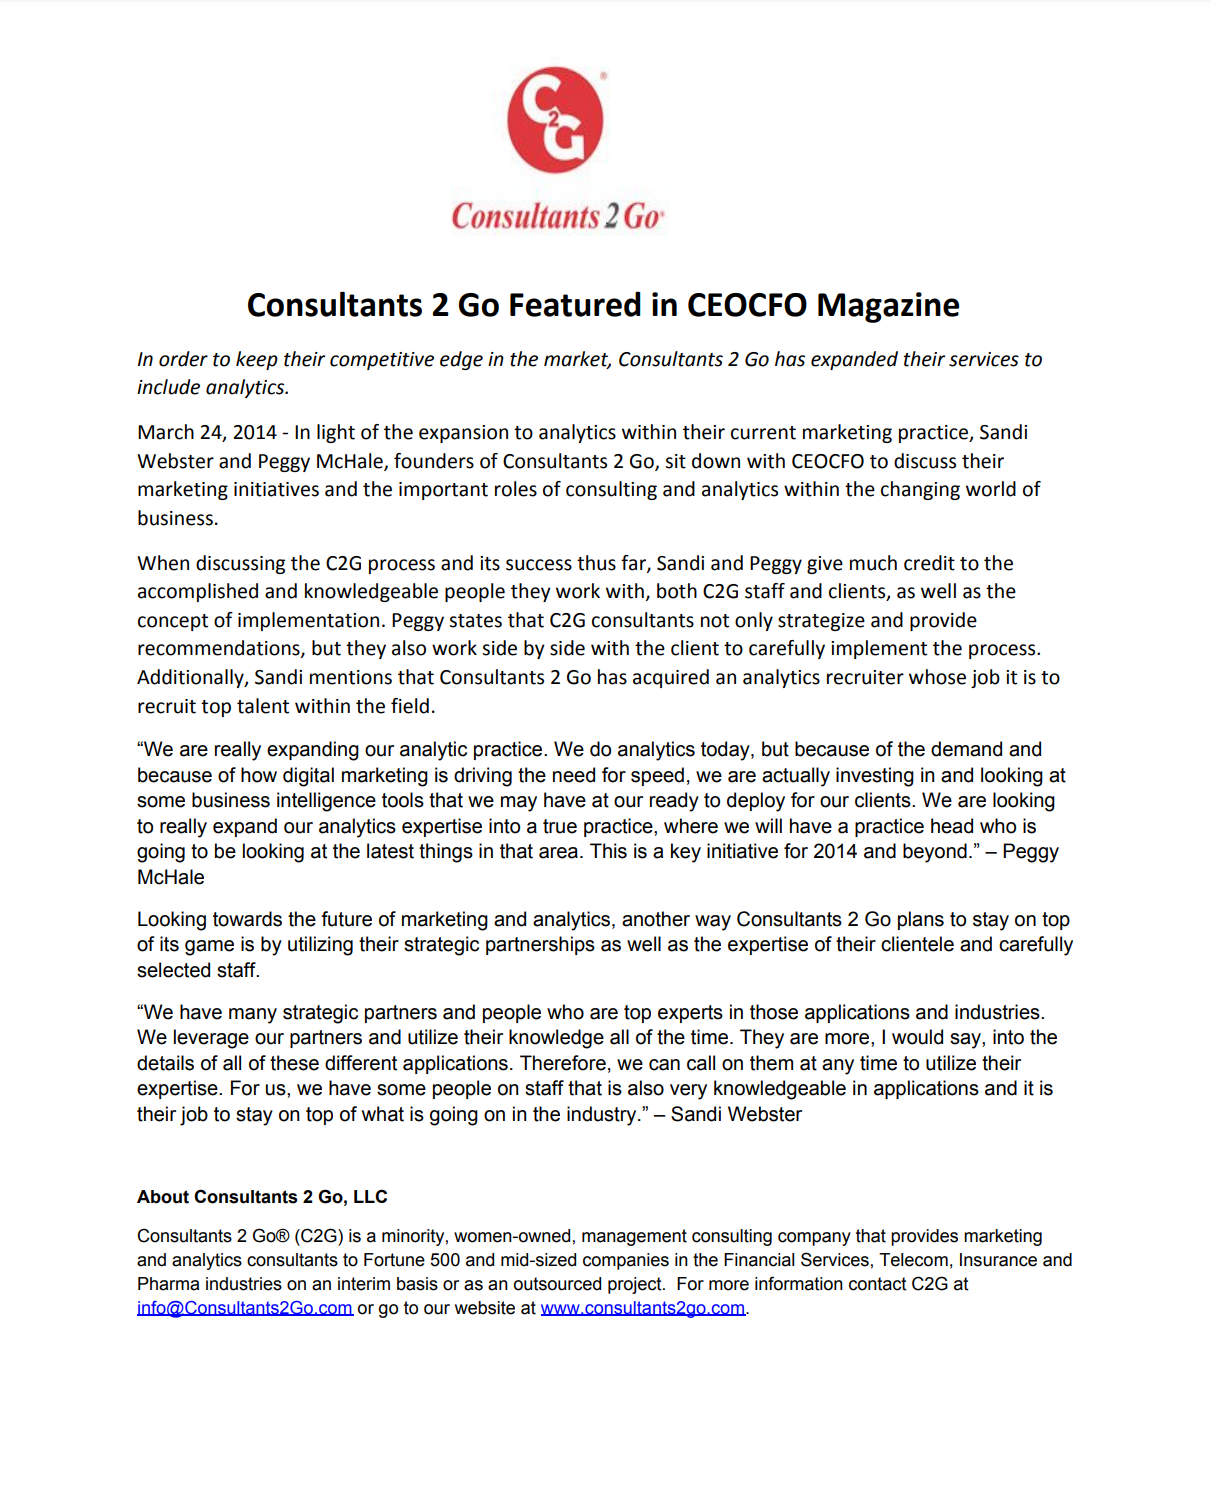 C2G®
Consultants 2 Go®
Consultants 2 Go Featured in CEOCFO Magazine
In order to keep their competitive edge in the market, Consultants 2 Go has expanded their services to
include analytics.
March 24, 2014 - In light of the expansion to analytics within their current marketing practice, Sandi
Webster and Peggy McHale, founders of Consultants 2 Go, sit down with CEOCFO to discuss their
marketing initiatives and the important roles of consulting and analytics within the changing world of
business.
When discussing the C2G process and its success thus far, Sandi and Peggy give much credit to the
accomplished and knowledgeable people they work with, both C2G staff and clients, as well as the
concept of implementation. Peggy states that C2G consultants not only strategize and provide
recommendations, but they also work side by side with the client to carefully implement the process.
Additionally, Sandi mentions that Consultants 2 Go has acquired an analytics recruiter whose job it is to
recruit top talent within the field.
“We are really expanding our analytic practice. We do analytics today, but because of the demand and
because of how digital marketing is driving the need for speed, we are actually investing in and looking at
some business intelligence tools that we may have at our ready to deploy for our clients. We are looking
to really expand our analytics expertise into a true practice, where we will have a practice head who is
going to be looking at the latest things in that area. This is a key initiative for 2014 and beyond.” – Peggy
McHale
Looking towards the future of marketing and analytics, another way Consultants 2 Go plans to stay on top
of its game is by utilizing their strategic partnerships as well as the expertise of their clientele and carefully
selected staff.
“We have many strategic partners and people who are top experts in those applications and industries.
We leverage our partners and utilize their knowledge all of the time. They are more, I would say, into the
details of all of these different applications. Therefore, we can call on them at any time to utilize their
expertise. For us, we have some people on staff that is also very knowledgeable in applications and it is
their job to stay on top of what is going on in the industry.” – Sandi Webster
About Consultants 2 Go, LLC
Consultants 2 Go® (C2G) is a minority, women-owned, management consulting company that provides marketing
and analytics consultants to Fortune 500 and mid-sized companies in the Financial Services, Telecom, Insurance and
Pharma industries on an interim basis or as an outsourced project. For more information contact C2G at
info@Consultants2Go.com or go to our website at www.consultants2go.com.